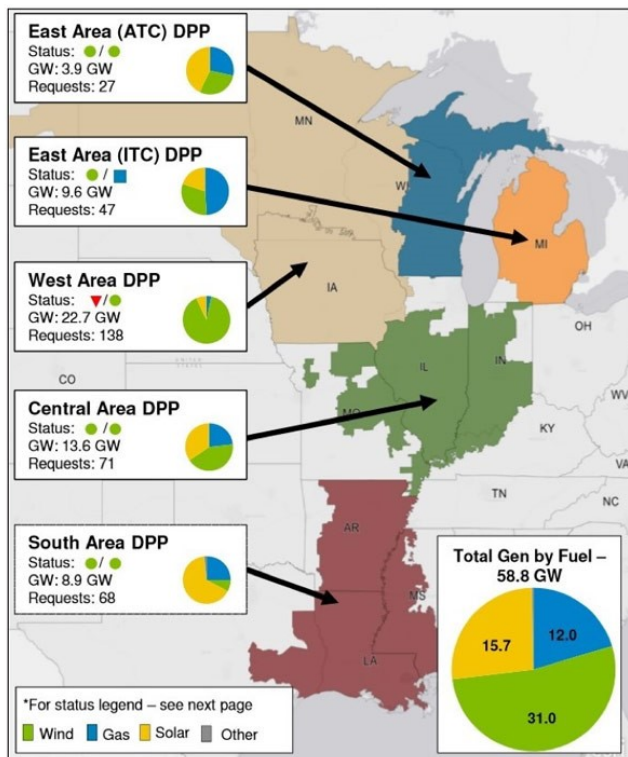 East Area (ATC) DPP
Status: /
GW: 3.9 GW
Requests: 27
East Area (ITC) DPP
Status: /
GW: 9.6 GW
Requests: 47
West Area DPP
Status: /
GW: 22.7 GW
Requests: 138
Central Area DPP
Status: /
GW: 13.6 GW
Requests: 71
South Area DPP
Status: /
GW: 8.9 GW
Requests: 68
MN
MI
IA
OH
CO
IL
IN
WV
KY
VA
TN
NC
AR
MS
LA
Total Gen by Fuel –
58.8 GW
15.7
12.0
31.0
*For status legend – see next page
Wind Gas Solar Other